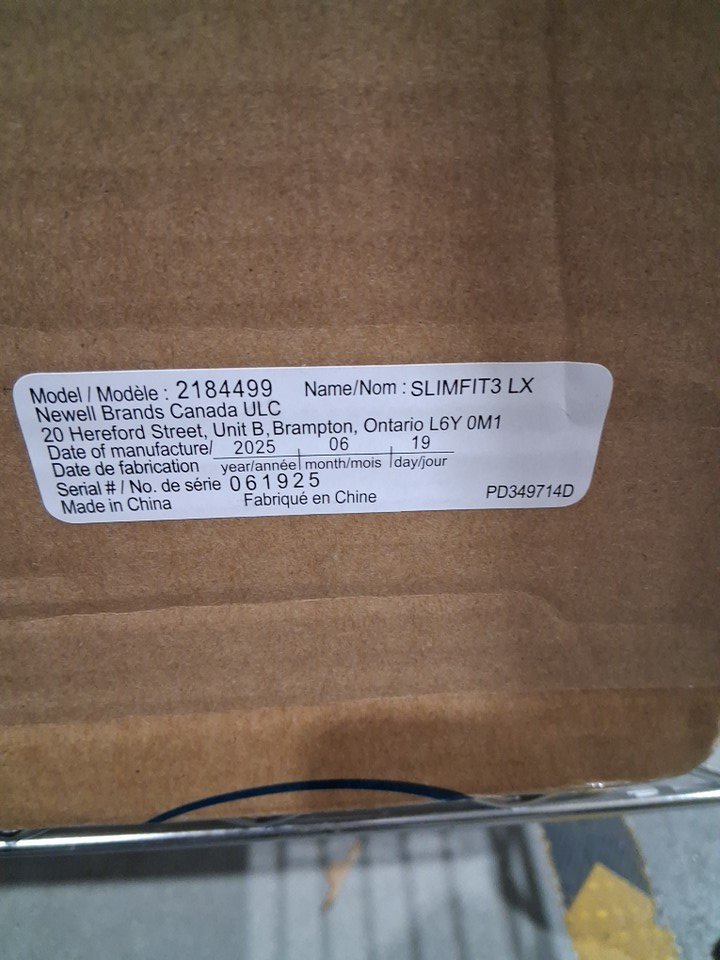 Model / Modèle : 2184499 Name/Nom : SLIMFIT3 LX
Newell Brands Canada ULC
20 Hereford Street, Unit B, Brampton, Ontario L6Y 0M1
Date of manufacture/ 2025 06 19
Date de fabrication year/année month/mois day/jour
Serial # / No. de série 061925
Made in China Fabriqué en Chine PD349714D